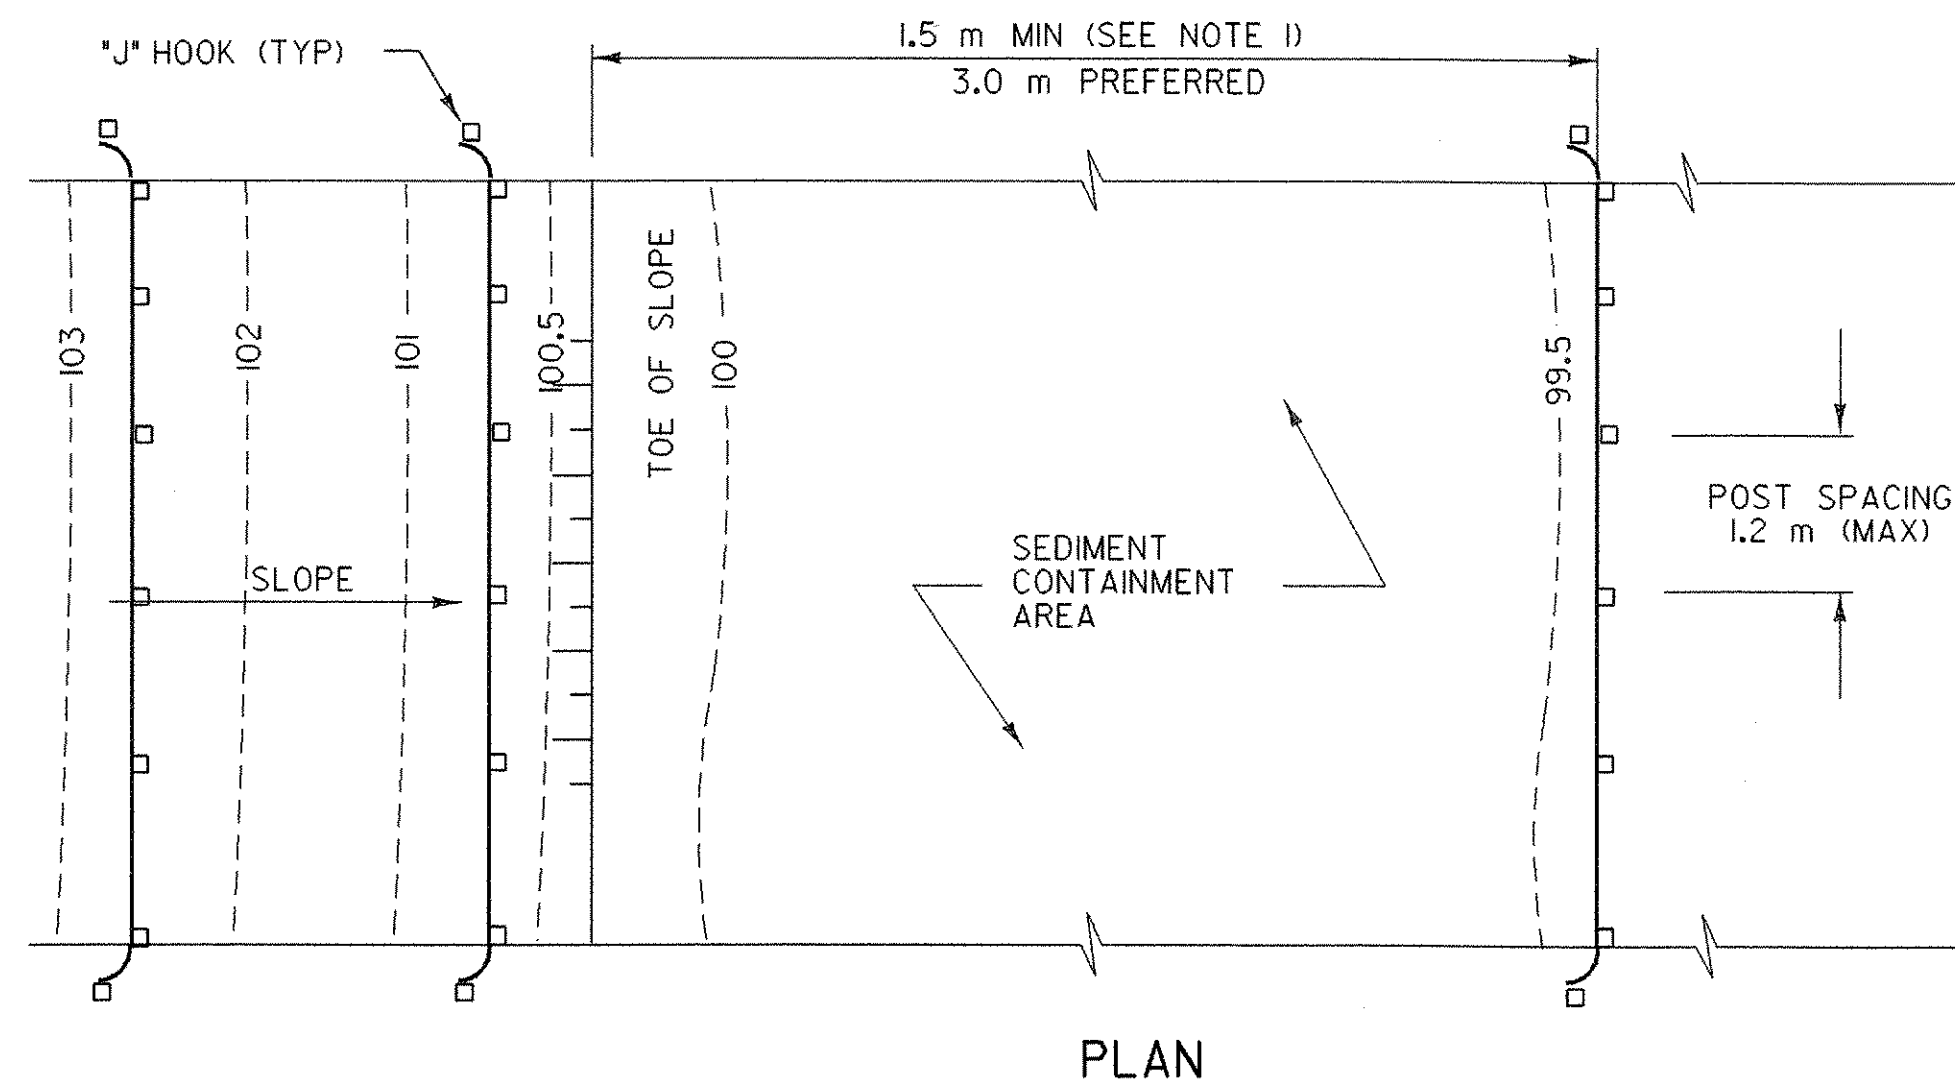 1.5 m MIN (SEE NOTE 1)
"J" HOOK (TYP)
3.0 m PREFERRED
TOE OF SLOPE
103
102
101
100.5
100
99.5
POST SPACING
1.2 m (MAX)
SEDIMENT
CONTAINMENT
AREA
SLOPE
PLAN